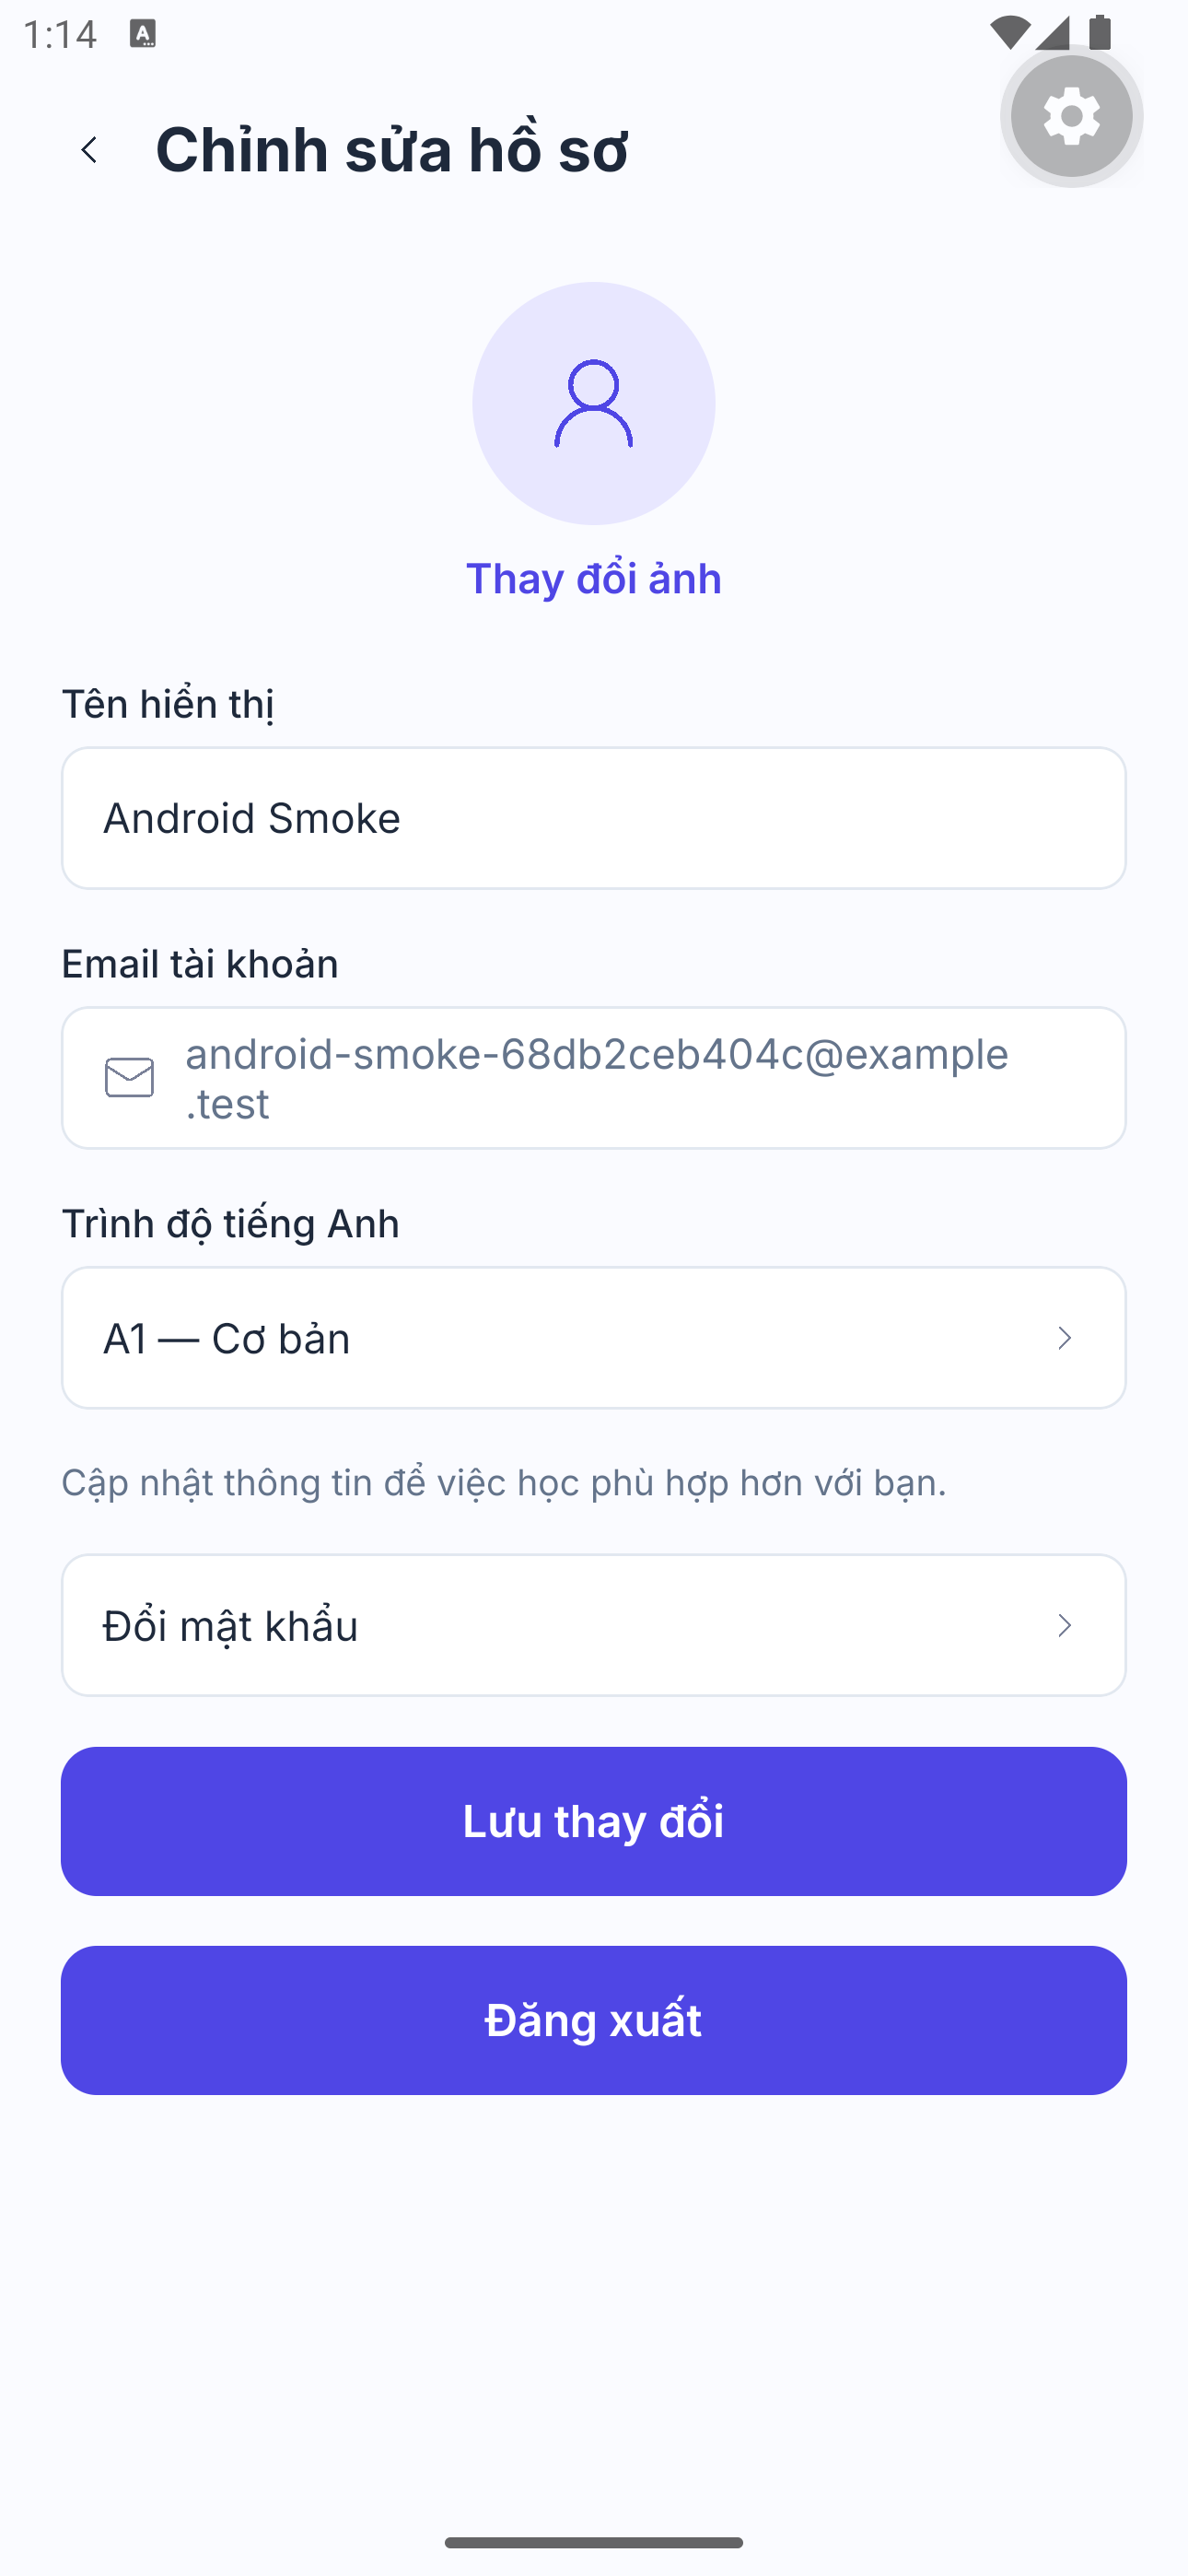 1:14
Chỉnh sửa hồ sơ
Thay đổi ảnh
Tên hiển thị
Android Smoke
Email tài khoản
android-smoke-68db2ceb404c@example
.test
Trình độ tiếng Anh
A1 — Cơ bản
Cập nhật thông tin để việc học phù hợp hơn với bạn.
Đổi mật khẩu
Lưu thay đổi
Đăng xuất